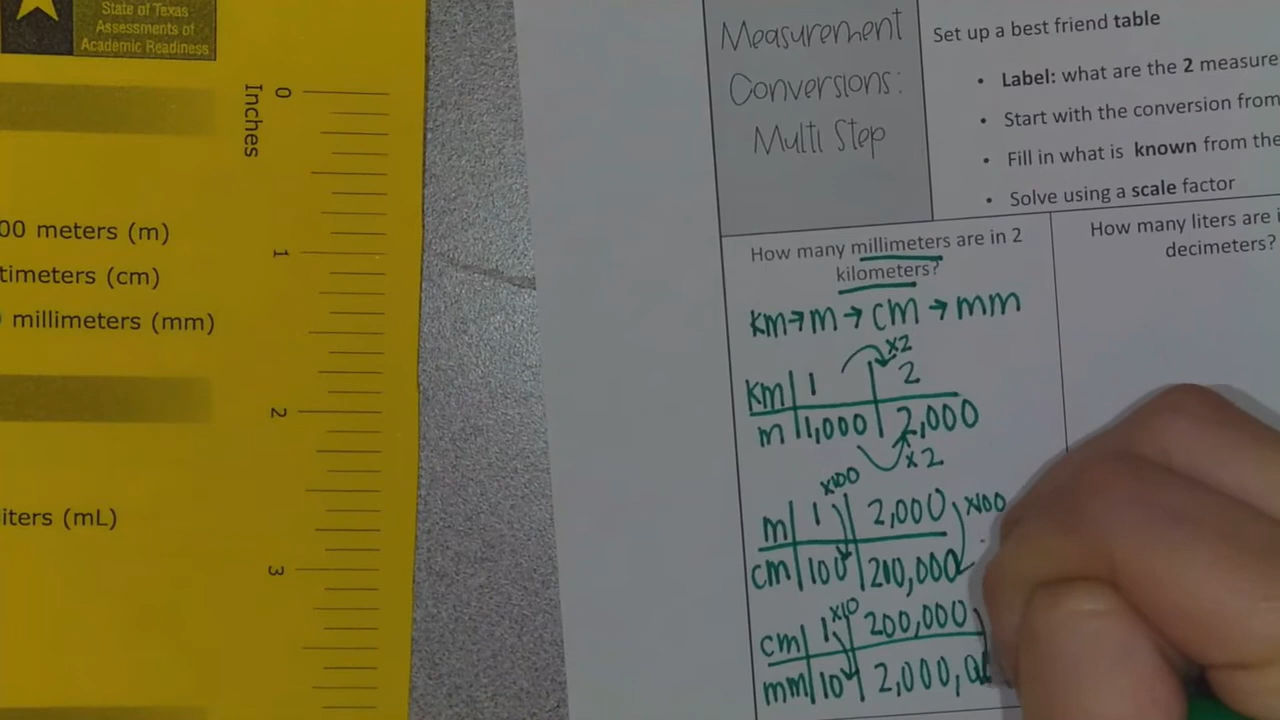 State of Texas
Assessments of
Academic Readiness
Inches
0
1
2
3
00 meters (m)
timeters (cm)
millimeters (mm)
iters (mL)
Measurement
Conversions:
Multi Step
Set up a best friend table
• Label: what are the 2 measure
• Start with the conversion from
• Fill in what is known from the
• Solve using a scale factor
How many millimeters are in 2
kilometers?
km→m→cm→mm
x2
km 1 2
m 1,000 2,000
x2
x100
m 1 2,000 x100
cm 100 200,000
x10
cm 1 200,000
mm 10 2,000,0
How many liters are i
decimeters?